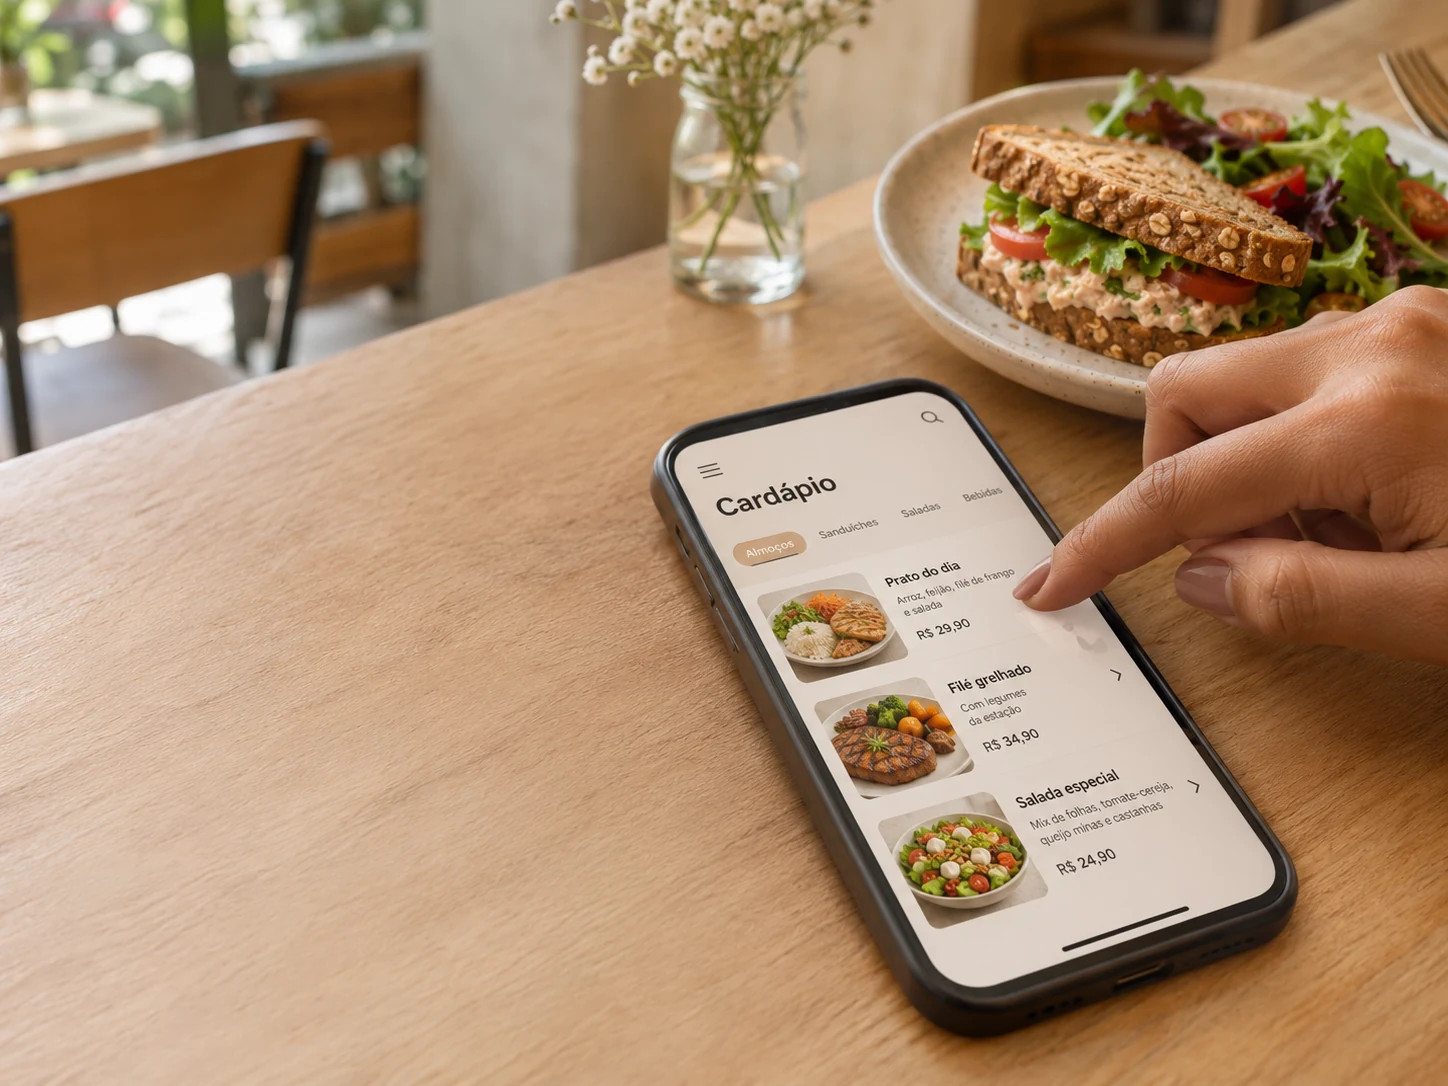 Cardápio
Almoços
Sanduíches
Saladas
Bebidas
Prato do dia
Arroz, feijão, filé de frango
e salada
R$ 29,90
Filé grelhado
Com legumes
da estação
R$ 34,90
Salada especial
Mix de folhas, tomate-cereja,
queijo minas e castanhas
R$ 24,90